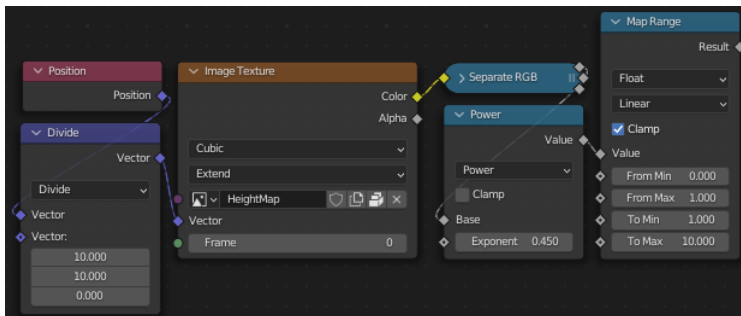 Position
Position
Divide
Vector
Divide
Vector
Vector:
10.000
10.000
0.000
Image Texture
Color
Alpha
Cubic
Extend
HeightMap
Vector
Frame 0
Separate RGB
Power
Value
Power
Clamp
Base
Exponent 0.450
Map Range
Result
Float
Linear
Clamp
Value
From Min 0.000
From Max 1.000
To Min 1.000
To Max 10.000